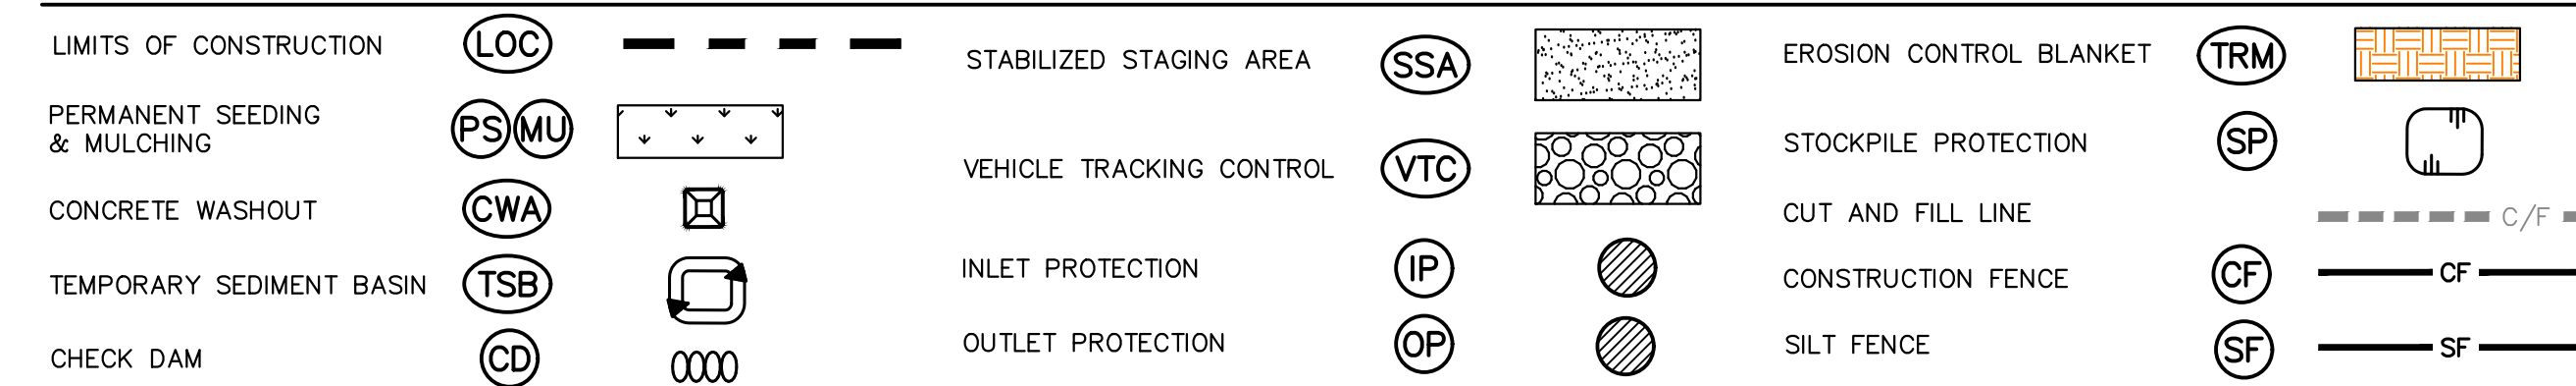 LIMITS OF CONSTRUCTION LOC
PERMANENT SEEDING
& MULCHING PS MU
CONCRETE WASHOUT CWA
TEMPORARY SEDIMENT BASIN TSB
CHECK DAM CD
STABILIZED STAGING AREA SSA
VEHICLE TRACKING CONTROL VTC
INLET PROTECTION IP
OUTLET PROTECTION OP
EROSION CONTROL BLANKET TRM
STOCKPILE PROTECTION SP
CUT AND FILL LINE C/F
CONSTRUCTION FENCE CF CF
SILT FENCE SF SF